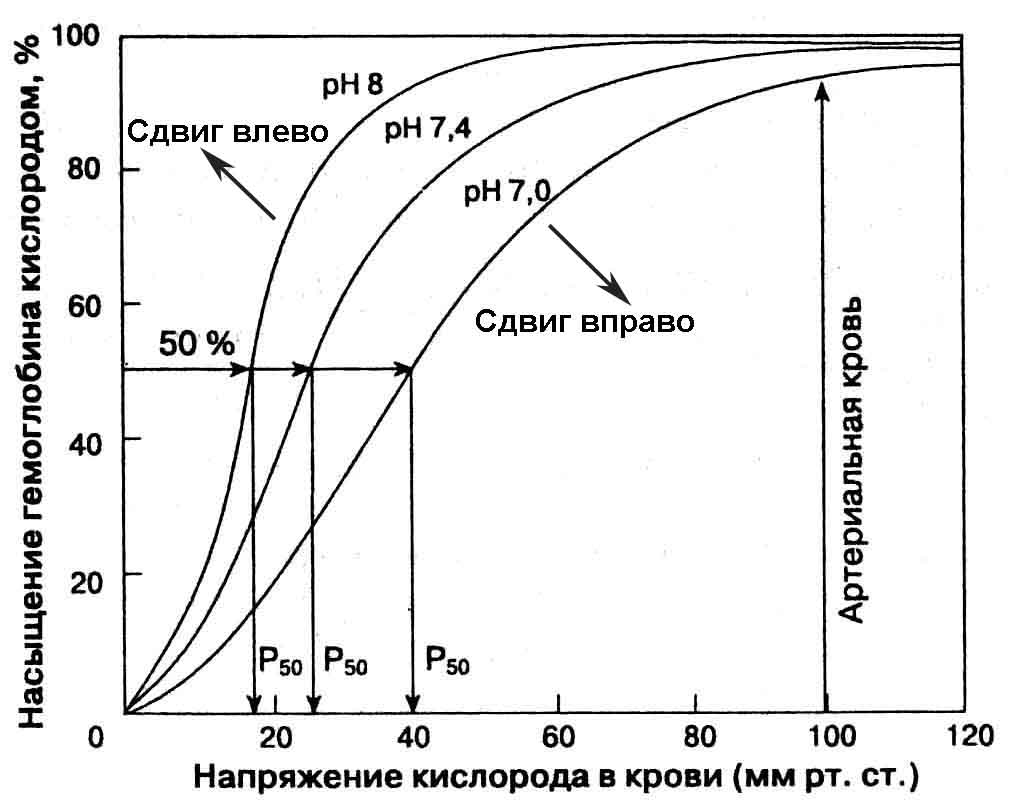 Насыщение гемоглобина кислородом, %
100
80
60
40
20
0
pH 8
Сдвиг влево
pH 7,4
pH 7,0
Сдвиг вправо
50 %
Артериальная кровь
P50
P50
P50
20
40
60
80
100
120
Напряжение кислорода в крови (мм рт. ст.)